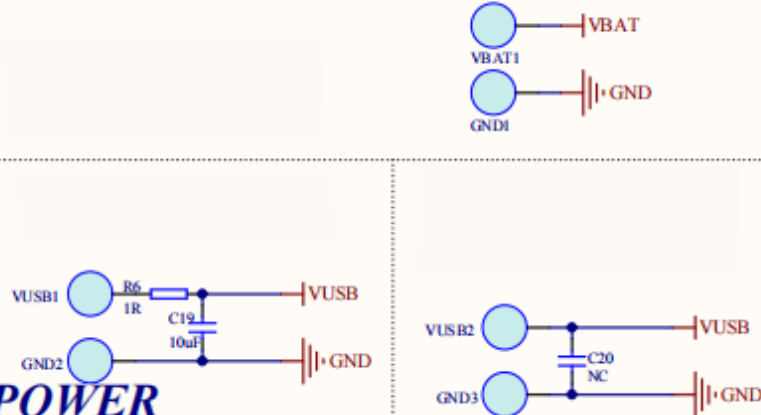 VBAT
VBAT1
GND
GND1
VUSB1
R6
1R
VUSB
C19
10uF
GND2
GND
POWER
VUSB2
VUSB
C20
NC
GND3
GND